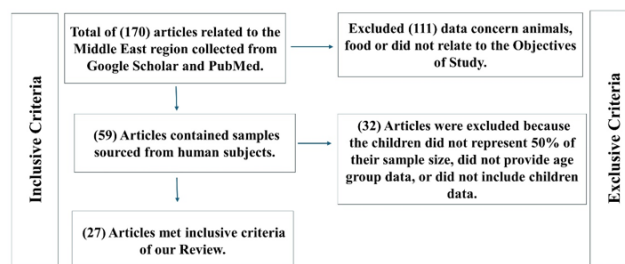 Inclusive Criteria
Total of (170) articles related to the
Middle East region collected from
Google Scholar and PubMed.
Excluded (111) data concern animals,
food or did not relate to the Objectives
of Study.
(59) Articles contained samples
sourced from human subjects.
(32) Articles were excluded because
the children did not represent 50% of
their sample size, did not provide age
group data, or did not include children
data.
(27) Articles met inclusive criteria
of our Review.
Exclusive Criteria